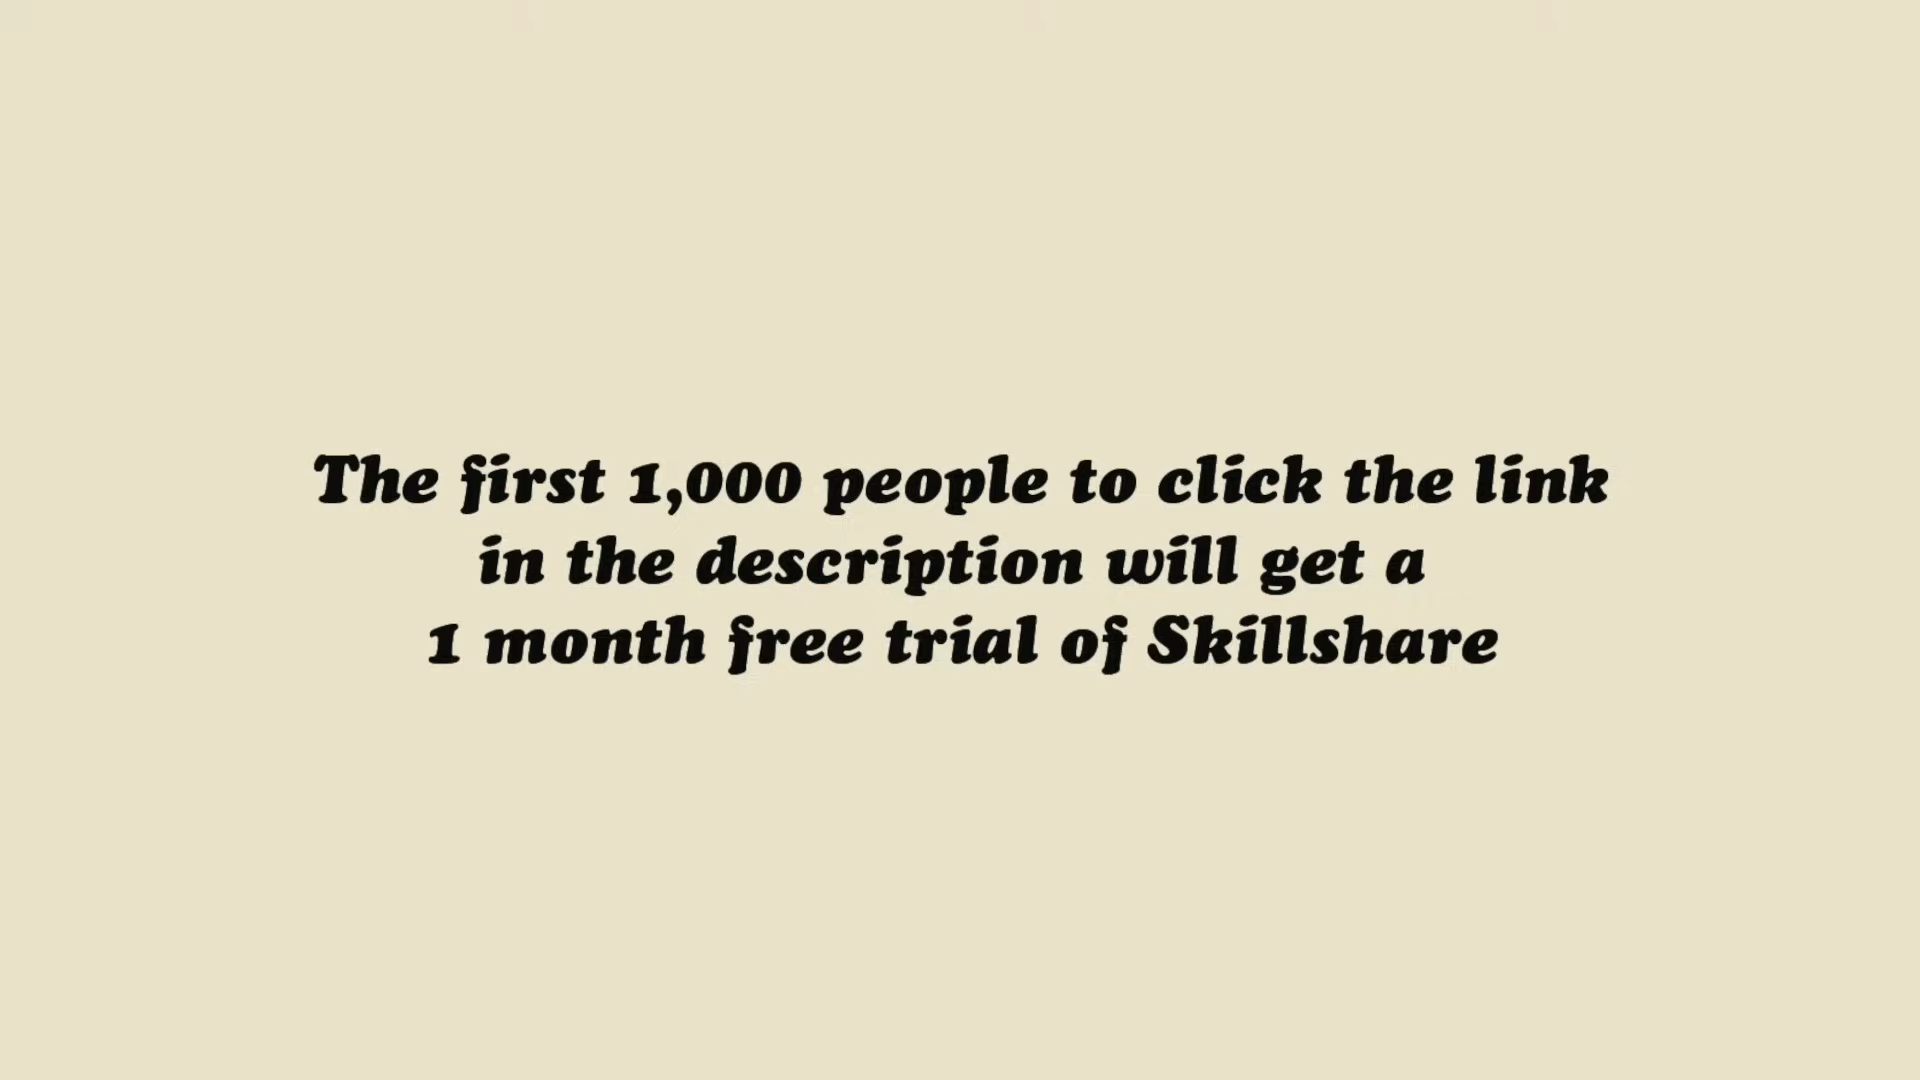 The first 1,000 people to click the link
in the description will get a
1 month free trial of Skillshare